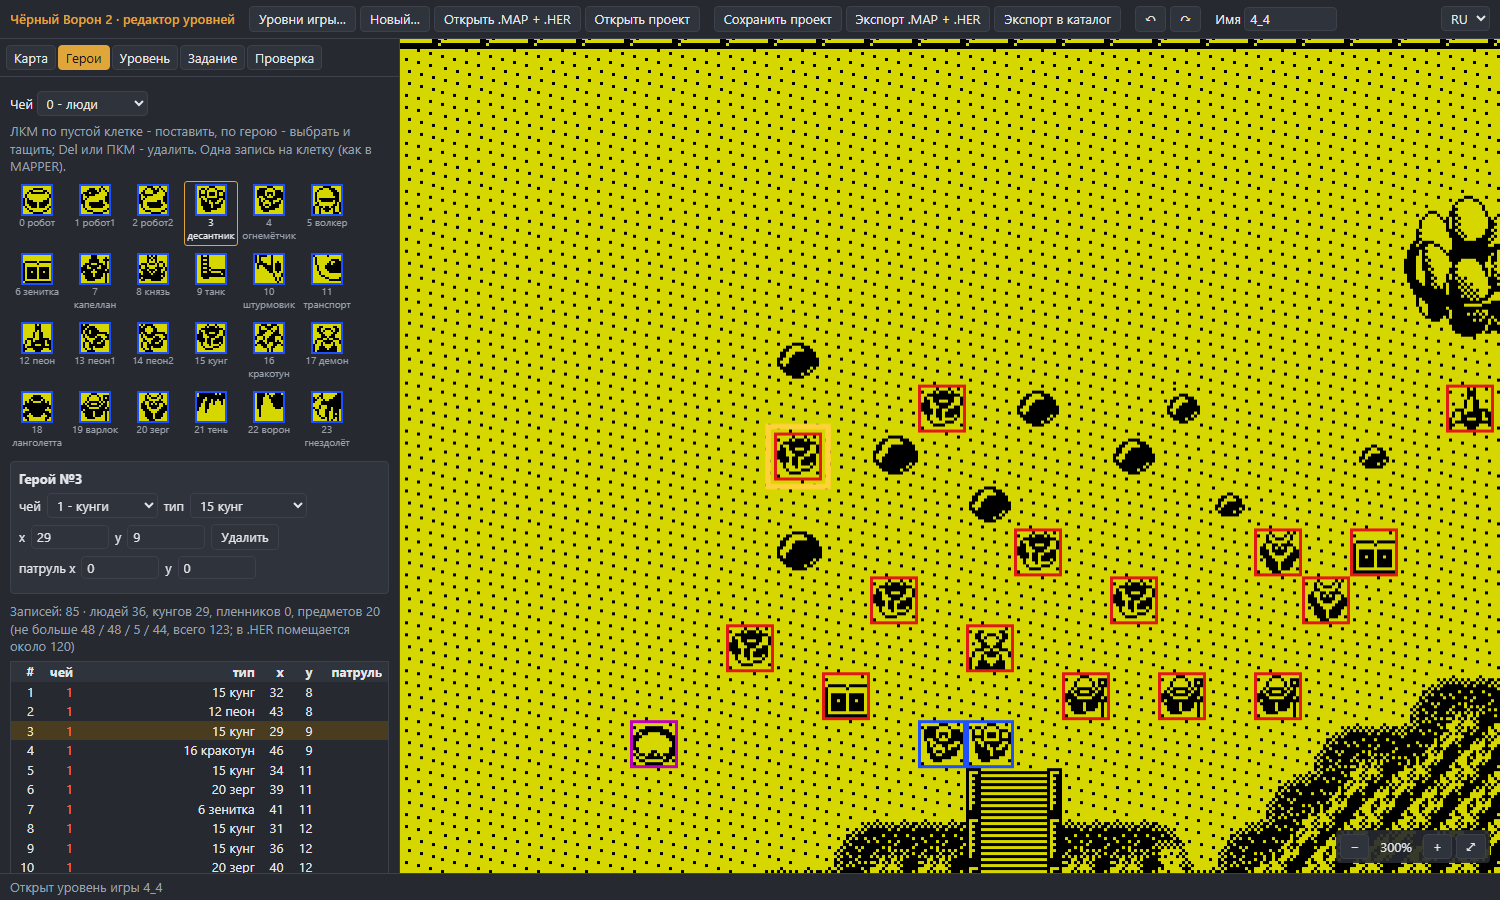 Чёрный Ворон 2 · редактор уровней
Уровни игры...
Новый...
Открыть .MAP + .HER
Открыть проект
Сохранить проект
Экспорт .MAP + .HER
Экспорт в каталог
Имя 4_4
RU
Карта
Герои
Уровень
Задание
Проверка
Чей 0 - люди
ЛКМ по пустой клетке - поставить, по герою - выбрать и
тащить; Del или ПКМ - удалить. Одна запись на клетку (как в
MAPPER).
0 робот
1 робот1
2 робот2
3 десантник
4 огнемётчик
5 волкер
6 зенитка
7 капеллан
8 князь
9 танк
10 штурмовик
11 транспорт
12 пеон
13 пеон1
14 пеон2
15 кунг
16 кракотун
17 демон
18 ланголетта
19 варлок
20 зерг
21 тень
22 ворон
23 гнездолёт
Герой №3
чей 1 - кунги тип 15 кунг
x 29 y 9 Удалить
патруль x 0 y 0
Записей: 85 · людей 36, кунгов 29, пленников 0, предметов 20
(не больше 48 / 48 / 5 / 44, всего 123; в .HER помещается
около 120)
# чей тип x y патруль
1 1 15 кунг 32 8
2 1 12 пеон 43 8
3 1 15 кунг 29 9
4 1 16 кракотун 46 9
5 1 15 кунг 34 11
6 1 20 зерг 39 11
7 1 6 зенитка 41 11
8 1 15 кунг 31 12
9 1 15 кунг 36 12
10 1 20 зерг 40 12
− 300% +
Открыт уровень игры 4_4